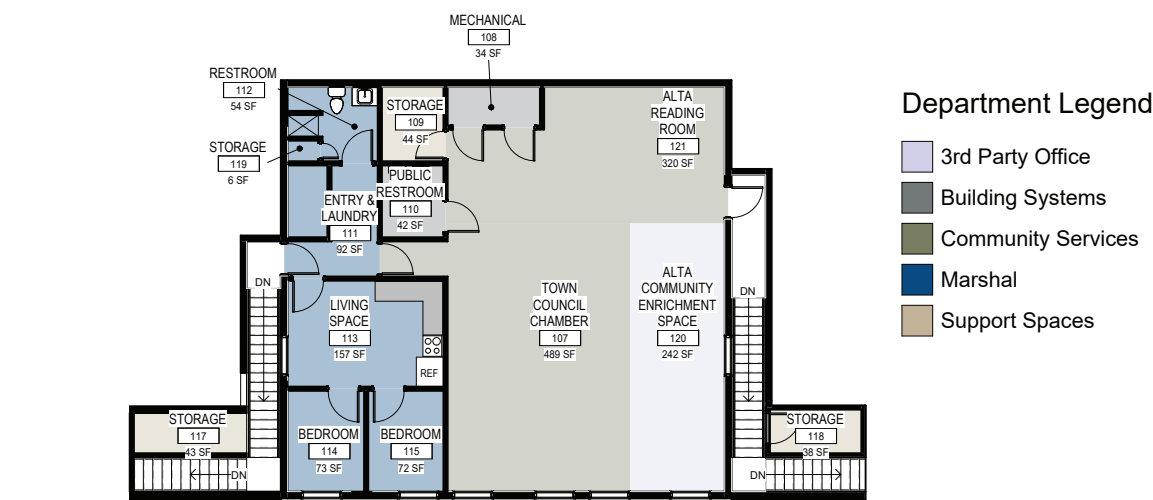 MECHANICAL
108
34 SF
RESTROOM
112
54 SF
STORAGE
119
6 SF
STORAGE
109
44 SF
ALTA
READING
ROOM
121
320 SF
PUBLIC
RESTROOM
110
42 SF
ENTRY &
LAUNDRY
111
92 SF
DN
LIVING
SPACE
113
157 SF
REF
TOWN
COUNCIL
CHAMBER
107
489 SF
ALTA
COMMUNITY
ENRICHMENT
SPACE
120
242 SF
DN
STORAGE
117
43 SF
DN
BEDROOM
114
73 SF
BEDROOM
115
72 SF
STORAGE
118
38 SF
DN
Department Legend
3rd Party Office
Building Systems
Community Services
Marshal
Support Spaces